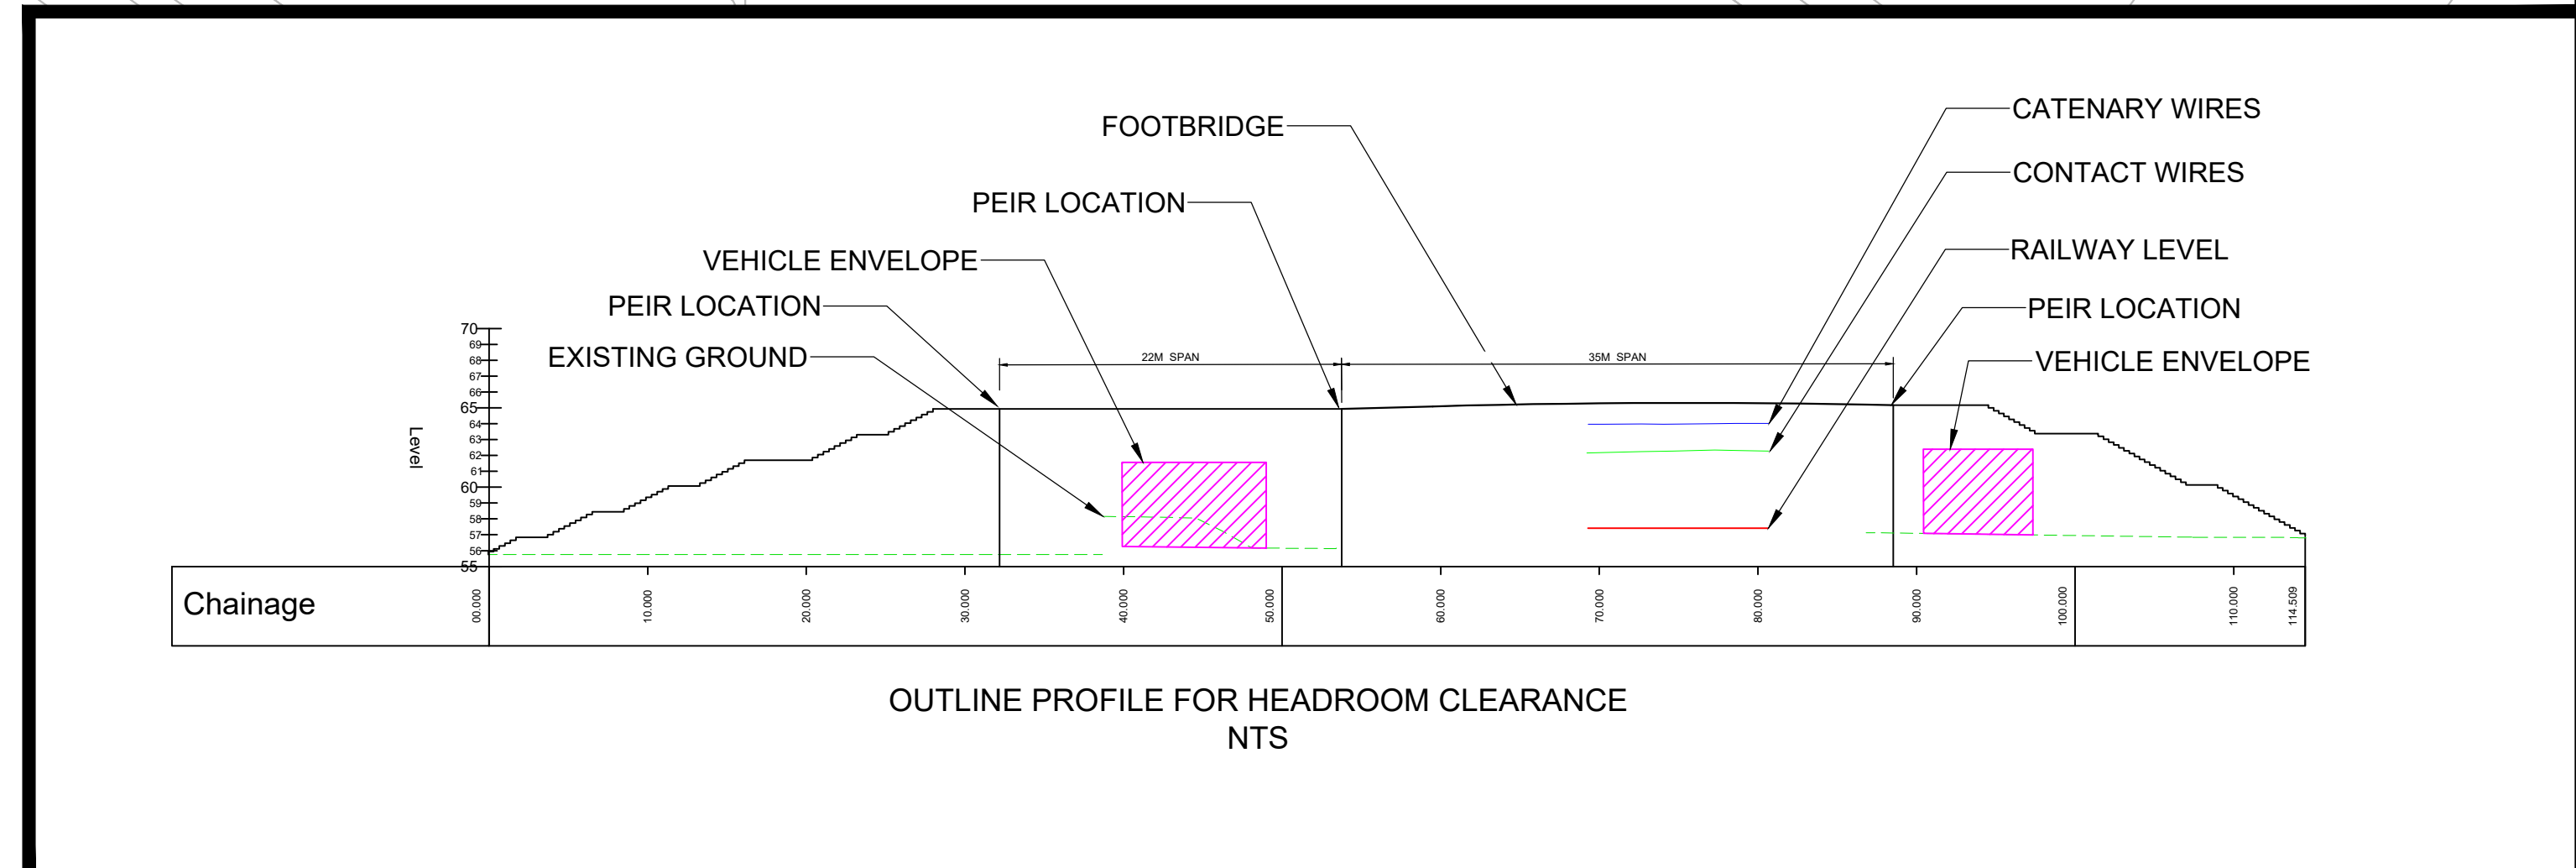 CATENARY WIRES
FOOTBRIDGE
CONTACT WIRES
PEIR LOCATION
RAILWAY LEVEL
VEHICLE ENVELOPE
PEIR LOCATION
PEIR LOCATION
EXISTING GROUND
22M SPAN
35M SPAN
VEHICLE ENVELOPE
70
69
68
67
66
65
64
63
62
61
60
59
58
57
56
55
Level
Chainage
00.000
10.000
20.000
30.000
40.000
50.000
60.000
70.000
80.000
90.000
100.000
110.000
114.509
OUTLINE PROFILE FOR HEADROOM CLEARANCE
NTS